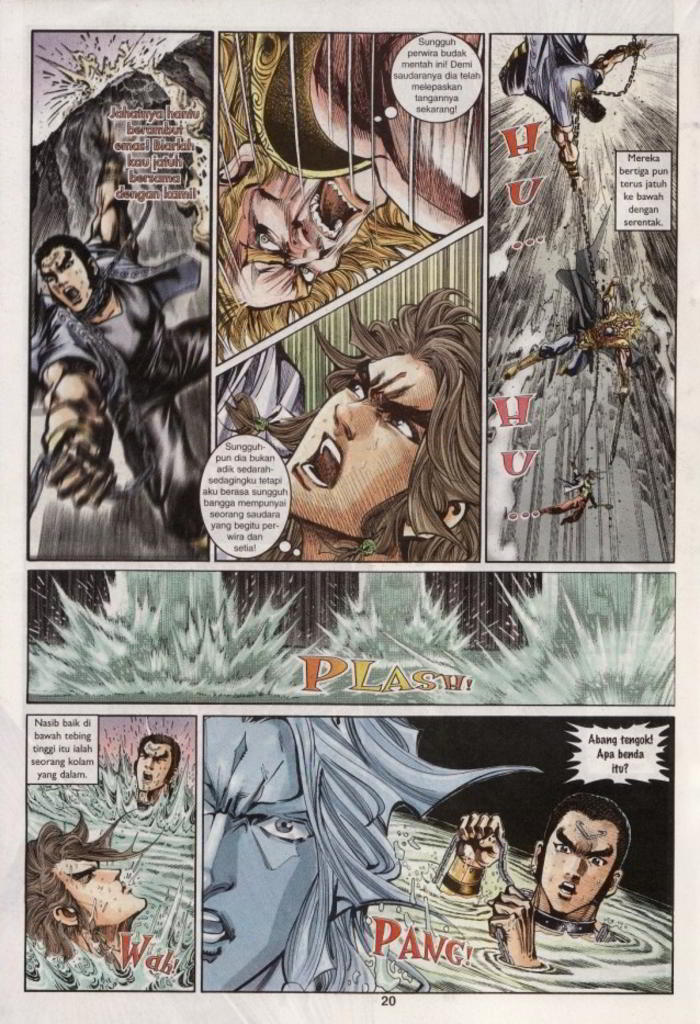 Jahatnya hantu
berambut
emas! Biarlah
kau jatuh
bersama
dengan kami!
Sungguh
perwira budak
mentah ini! Demi
saudaranya dia telah
melepaskan
tangannya
sekarang!
Sungguh-
pun dia bukan
adik sedarah-
sedagingku tetapi
aku berasa sungguh
bangga mempunyai
seorang saudara
yang begitu per-
wira dan
setia!
HU...
Mereka
bertiga pun
terus jatuh
ke bawah
dengan
serentak.
HU...
PLASH!
Nasib baik di
bawah tebing
tinggi itu ialah
seorang kolam
yang dalam.
Wah!
Abang tengok!
Apa benda
itu?
PANG!
20